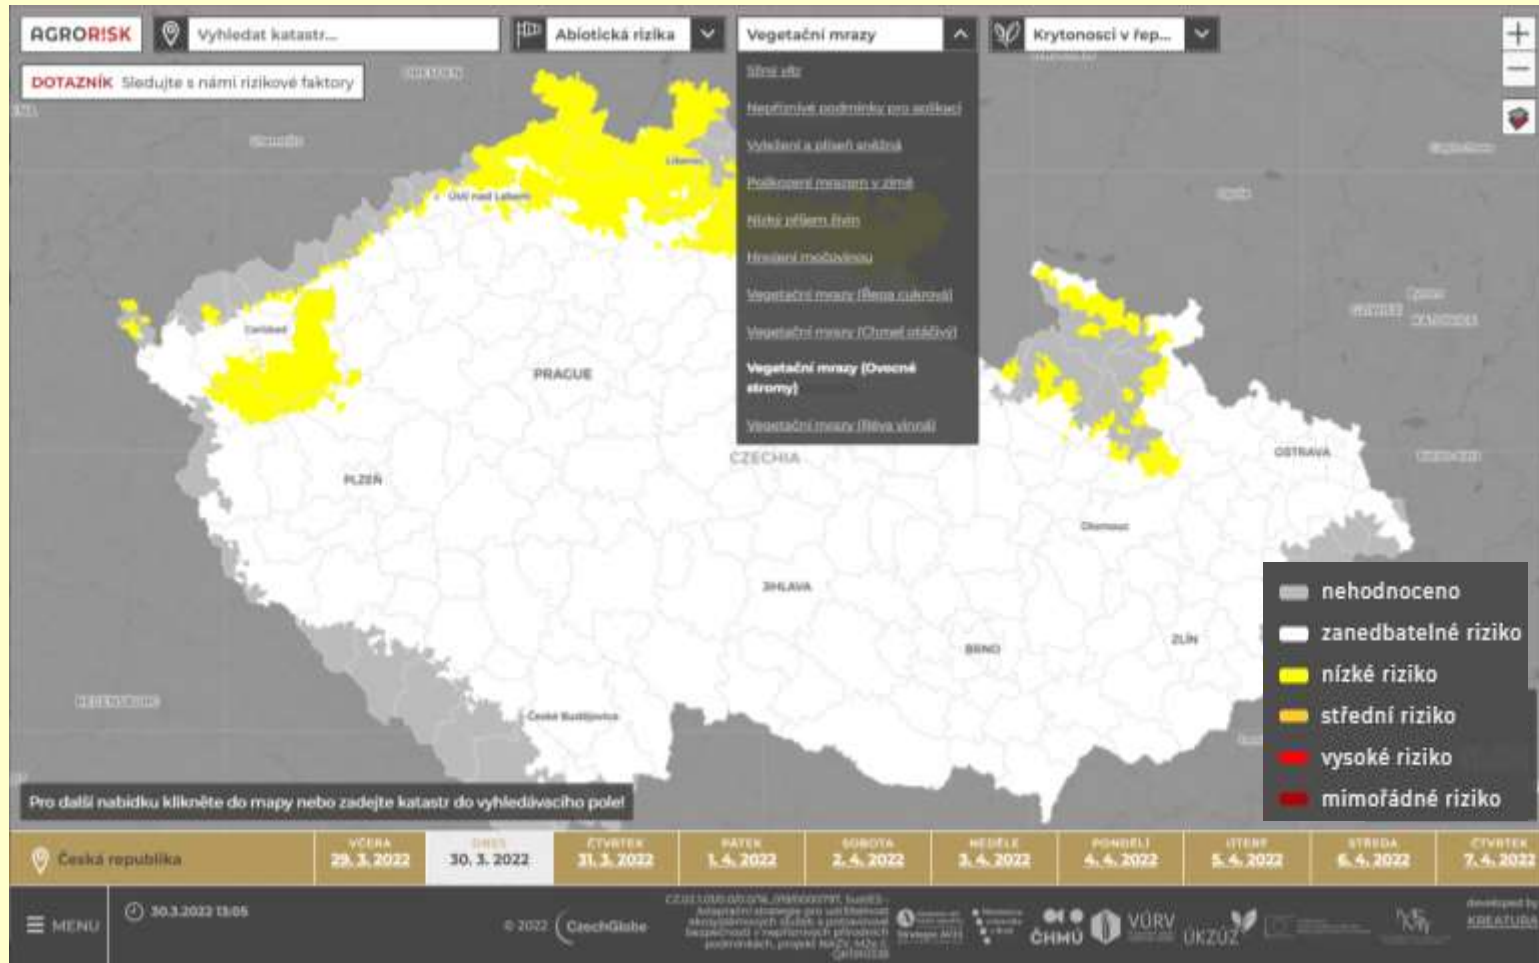 AGRORISK
Vyhledat katastr...
Abiotická rizika
Vegetační mrazy
Krytonosci v řep...
DOTAZNÍK Sledujte s námi rizikové faktory
DRESDEN
Chemnitz
Silný vítr
Nepříznivé podmínky pro aplikaci
Vyležení a plíseň sněžná
Poškození mrazem v zimě
Nízký příjem živin
Hnojení močovinou
Vegetační mrazy (Řepa cukrová)
Vegetační mrazy (Chmel otáčivý)
Vegetační mrazy (Ovocné
stromy)
Vegetační mrazy (Réva vinná)
Liberec
Ústí nad Labem
Carlsbad
PRAGUE
KATOWICE
CZECHIA
OSTRAVA
PLZEŇ
Olomouc
JIHLAVA
BRNO
ZLÍN
REGENSBURG
České Budějovice
nehodnoceno
zanedbatelné riziko
nízké riziko
střední riziko
vysoké riziko
mimořádné riziko
Pro další nabídku klikněte do mapy nebo zadejte katastr do vyhledávacího pole!
Česká republika
VČERA
29. 3. 2022
DNES
30. 3. 2022
ČTVRTEK
31. 3. 2022
PÁTEK
1. 4. 2022
SOBOTA
2. 4. 2022
NEDĚLE
3. 4. 2022
PONDĚLÍ
4. 4. 2022
ÚTERÝ
5. 4. 2022
STŘEDA
6. 4. 2022
ČTVRTEK
7. 4. 2022
MENU
30.3.2022 13:05
© 2022
CzechGlobe
ČHMÚ
VÚRV
ÚKZÚZ
developed by
KREATURA